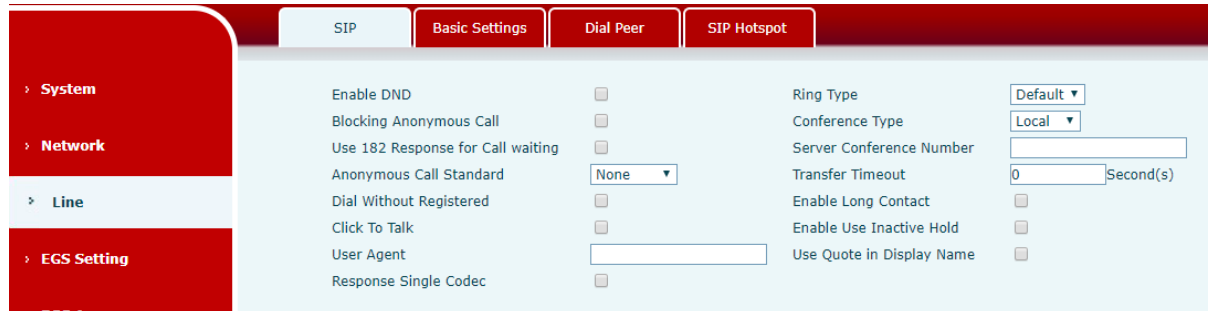 SIP Basic Settings Dial Peer SIP Hotspot
› System
› Network
› Line
› EGS Setting
Enable DND
Blocking Anonymous Call
Use 182 Response for Call waiting
Anonymous Call Standard None
Dial Without Registered
Click To Talk
User Agent
Response Single Codec
Ring Type Default
Conference Type Local
Server Conference Number
Transfer Timeout 0 Second(s)
Enable Long Contact
Enable Use Inactive Hold
Use Quote in Display Name